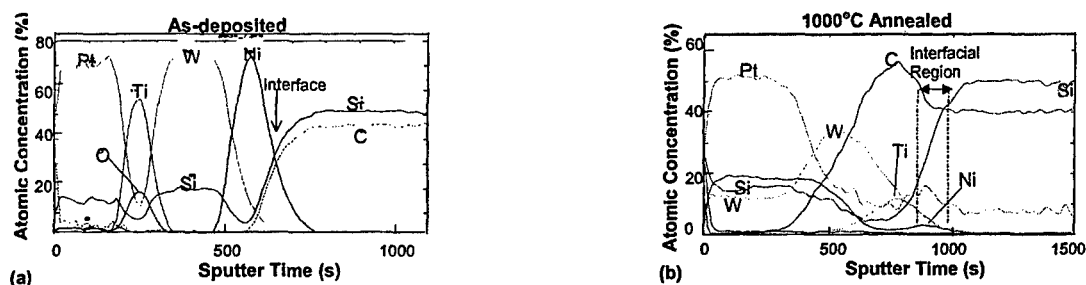 As-deposited
Atomic Concentration (%)
80
60
40
20
Pt
Ti
W
Ni
Interface
O
Si
Si
C
0
500
1000
Sputter Time (s)
(a)
1000°C Annealed
Atomic Concentration (%)
60
40
20
0
Pt
C
Interfacial
Region
Si
W
Ti
Si
W
Ni
0
500
1000
1500
Sputter Time (s)
(b)